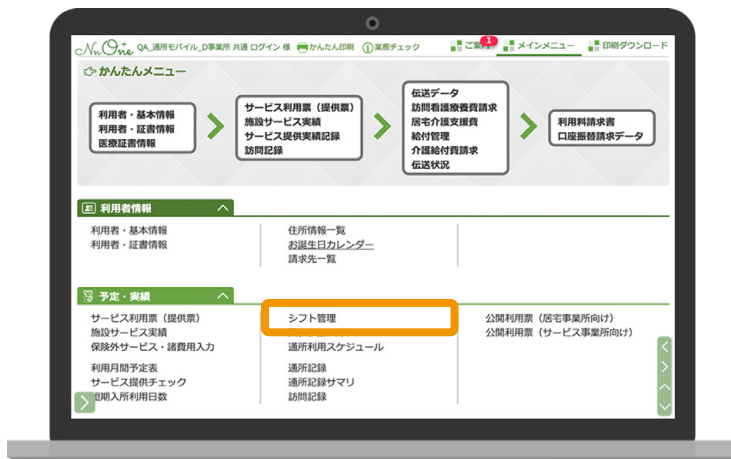 NnOne QA_通所モバイル_D事業所 共通 ログイン 様 かんたん印刷 業務チェック 1 メインメニュー 印刷ダウンロード
かんたんメニュー
利用者・基本情報
利用者・証書情報
医療証書情報
サービス利用票（提供票）
施設サービス実績
サービス提供実績記録
訪問記録
伝送データ
訪問看護療養費請求
居宅介護支援費
給付管理
介護給付費請求
伝送状況
利用料請求書
口座振替請求データ
利用者情報
利用者・基本情報
利用者・証書情報
住所情報一覧
お誕生日カレンダー
請求先一覧
予定・実績
サービス利用票（提供票）
施設サービス実績
保険外サービス・諸費用入力
利用月間予定表
サービス提供チェック
期入所利用日数
シフト管理
通所利用スケジュール
通所記録
通所記録サマリ
訪問記録
公開利用票（居宅事業所向け）
公開利用票（サービス事業所向け）